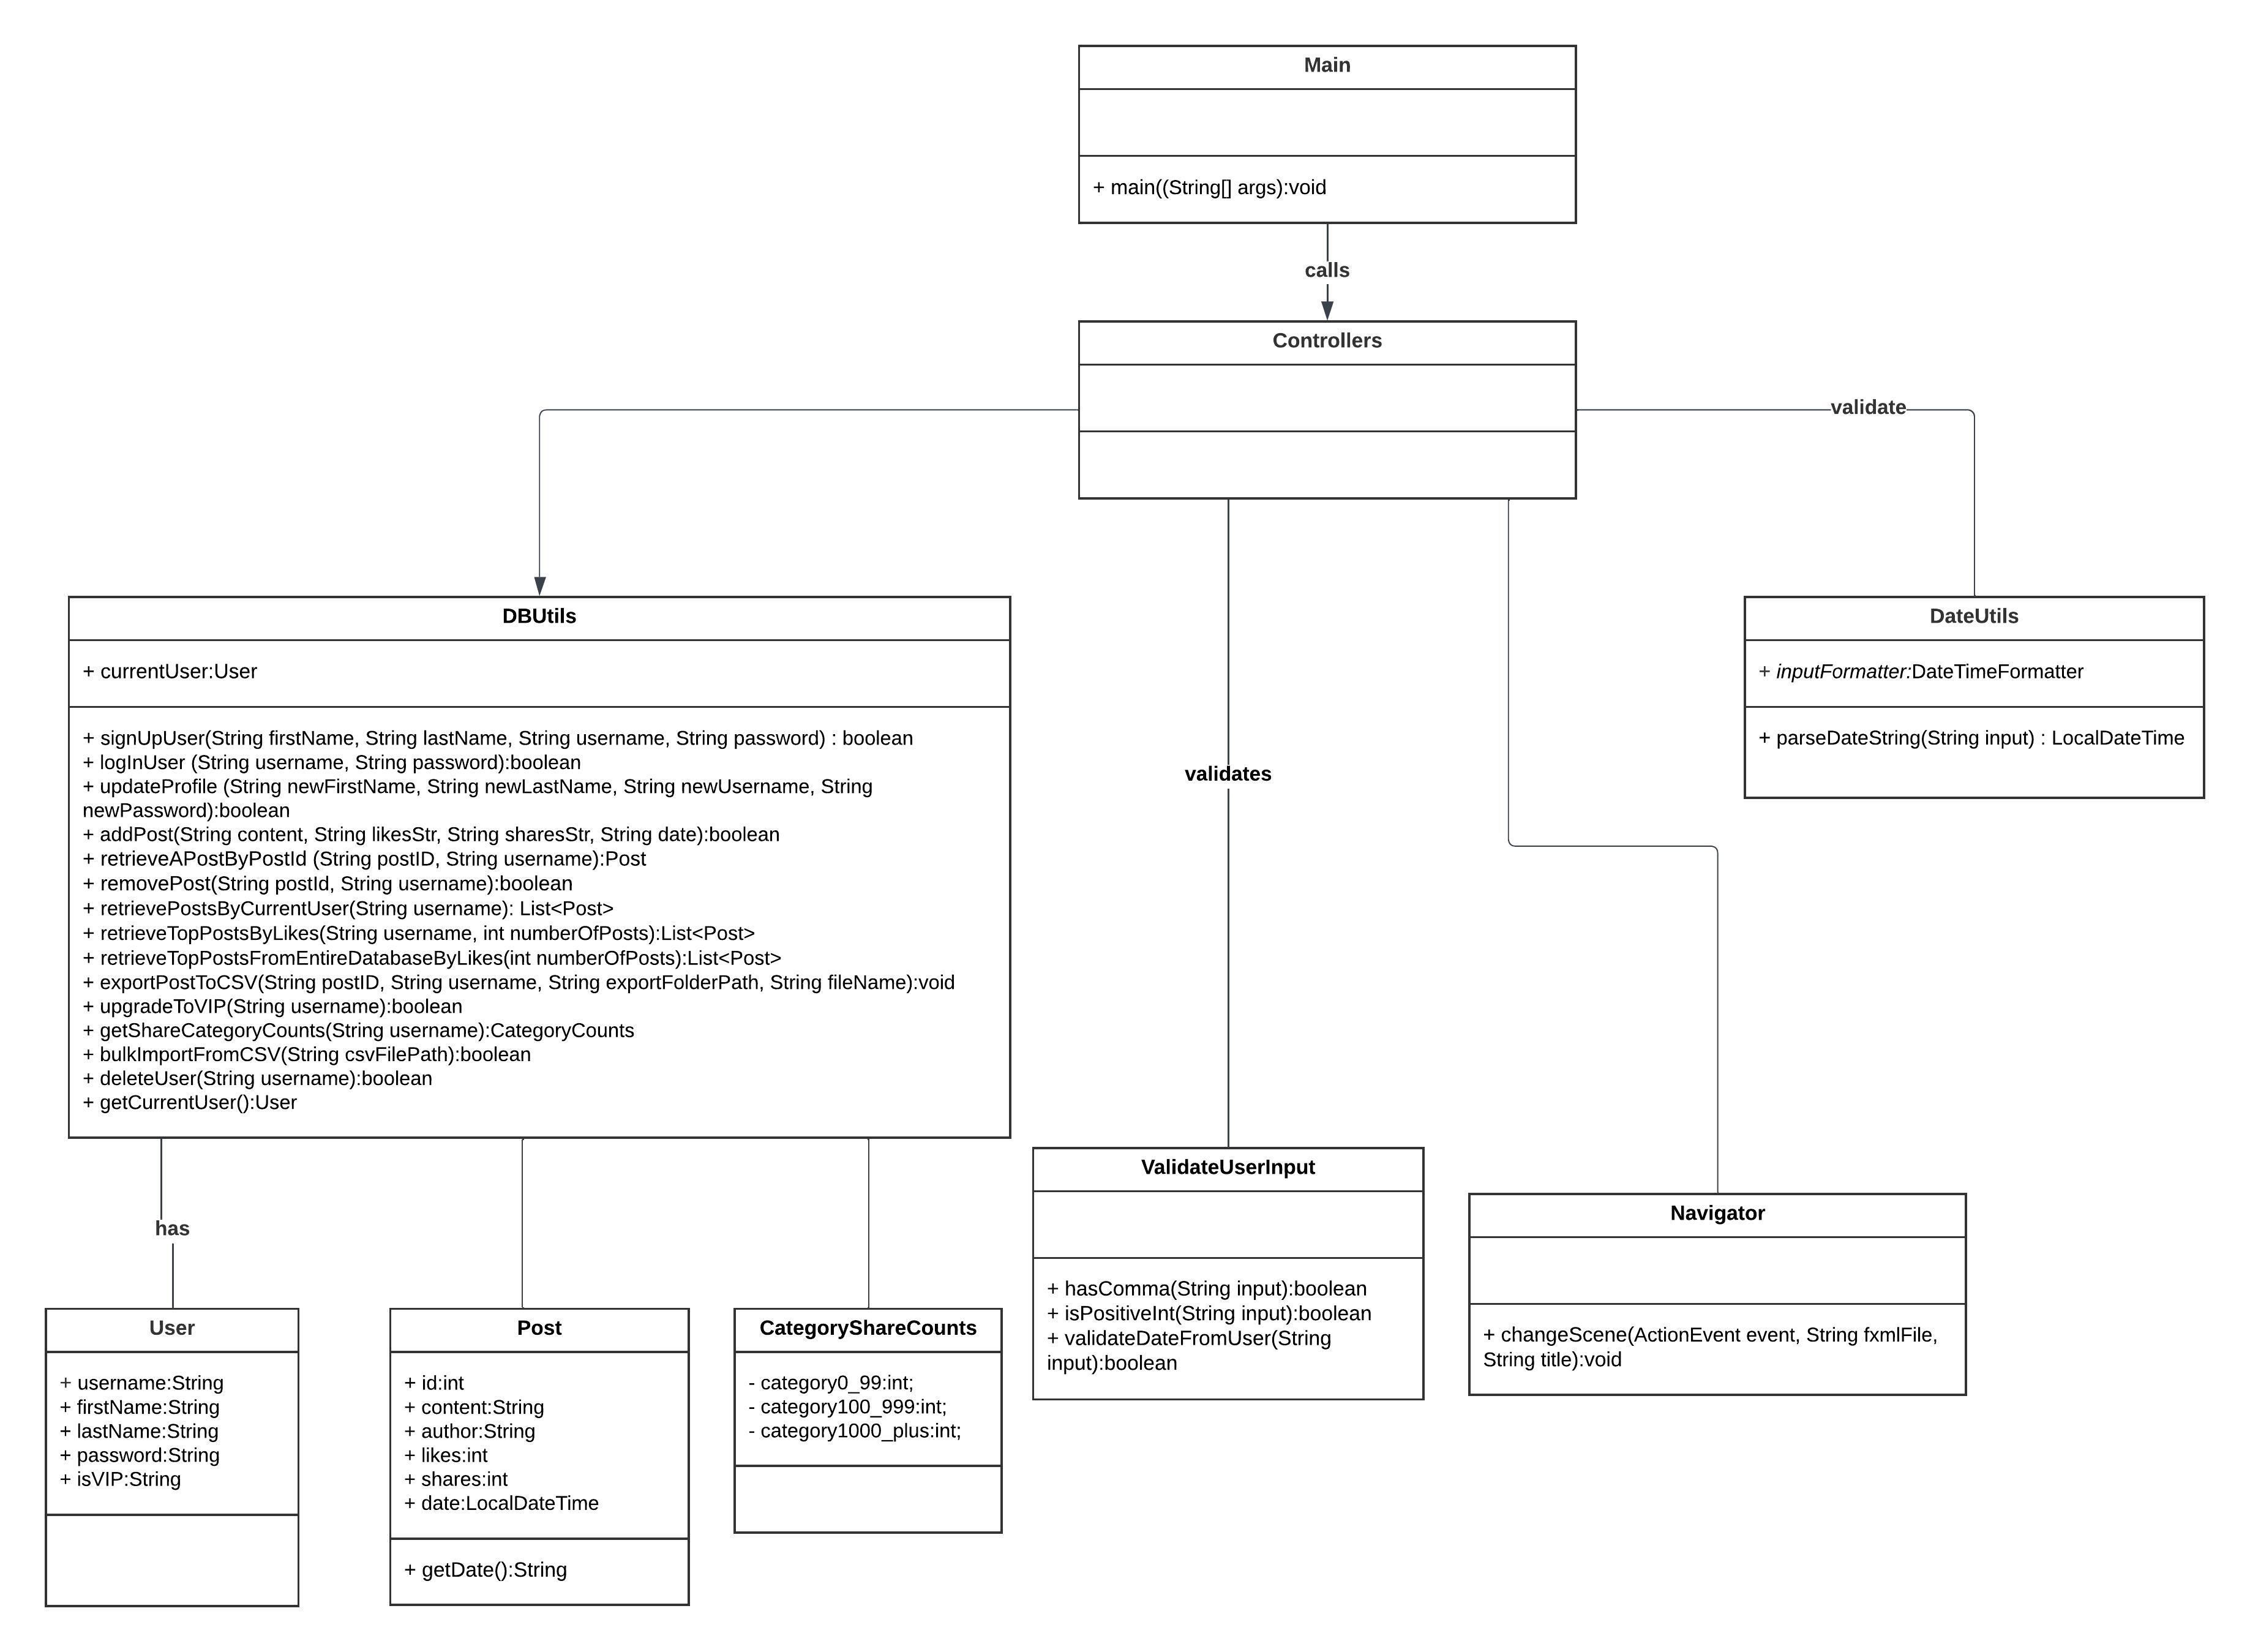 Main
+ main((String[] args):void
calls
Controllers
validate
DBUtils
+ currentUser:User
+ signUpUser(String firstName, String lastName, String username, String password) : boolean
+ logInUser (String username, String password):boolean
+ updateProfile (String newFirstName, String newLastName, String newUsername, String
newPassword):boolean
+ addPost(String content, String likesStr, String sharesStr, String date):boolean
+ retrieveAPostByPostId (String postID, String username):Post
+ removePost(String postId, String username):boolean
+ retrievePostsByCurrentUser(String username): List<Post>
+ retrieveTopPostsByLikes(String username, int numberOfPosts):List<Post>
+ retrieveTopPostsFromEntireDatabaseByLikes(int numberOfPosts):List<Post>
+ exportPostToCSV(String postID, String username, String exportFolderPath, String fileName):void
+ upgradeToVIP(String username):boolean
+ getShareCategoryCounts(String username):CategoryCounts
+ bulkImportFromCSV(String csvFilePath):boolean
+ deleteUser(String username):boolean
+ getCurrentUser():User
DateUtils
+ inputFormatter:DateTimeFormatter
+ parseDateString(String input) : LocalDateTime
validates
has
User
+ username:String
+ firstName:String
+ lastName:String
+ password:String
+ isVIP:String
Post
+ id:int
+ content:String
+ author:String
+ likes:int
+ shares:int
+ date:LocalDateTime
+ getDate():String
CategoryShareCounts
- category0_99:int;
- category100_999:int;
- category1000_plus:int;
ValidateUserInput
+ hasComma(String input):boolean
+ isPositiveInt(String input):boolean
+ validateDateFromUser(String
input):boolean
Navigator
+ changeScene(ActionEvent event, String fxmlFile,
String title):void